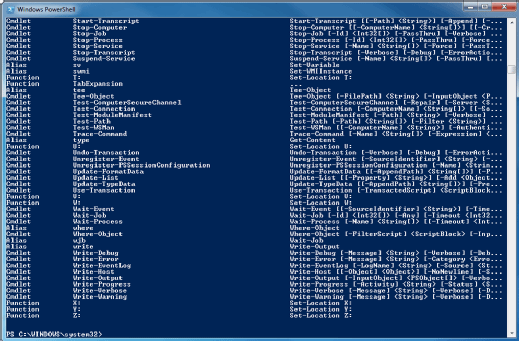 Windows PowerShell
Cmdlet Start-Transcript Start-Transcript [[-Path] <String>] [-Append] [-...
Cmdlet Stop-Computer Stop-Computer [[-ComputerName] <String[]>] [[-Cr...
Cmdlet Stop-Job Stop-Job [-Id] <Int32[]> [-PassThru] [-Verbose] ...
Cmdlet Stop-Process Stop-Process [-Id] <Int32[]> [-PassThru] [-Force...
Cmdlet Stop-Service Stop-Service [-Name] <String[]> [-Force] [-PassT...
Cmdlet Stop-Transcript Stop-Transcript [-Verbose] [-Debug] [-ErrorActio...
Cmdlet Suspend-Service Suspend-Service [-Name] <String[]> [-PassThru] [...
Alias sv Set-Variable
Alias swmi Set-WMIInstance
Function T: Set-Location T:
Function TabExpansion ...
Alias tee Tee-Object
Cmdlet Tee-Object Tee-Object [-FilePath] <String> [-InputObject <P...
Cmdlet Test-ComputerSecureChannel Test-ComputerSecureChannel [-Repair] [-Server <S...
Cmdlet Test-Connection Test-Connection [-ComputerName] <String[]> [[-So...
Cmdlet Test-ModuleManifest Test-ModuleManifest [-Path] <String> [-Verbose] ...
Cmdlet Test-Path Test-Path [-Path] <String[]> [-Filter <String>] ...
Cmdlet Test-WSMan Test-WSMan [[-ComputerName] <String>] [-Authenti...
Cmdlet Trace-Command Trace-Command [-Name] <String[]> [-Expression] <...
Alias type Get-Content
Function U: Set-Location U:
Cmdlet Undo-Transaction Undo-Transaction [-Verbose] [-Debug] [-ErrorActi...
Cmdlet Unregister-Event Unregister-Event [-SourceIdentifier] <String> [-...
Cmdlet Unregister-PSSessionConfiguration Unregister-PSSessionConfiguration [-Name] <Strin...
Cmdlet Update-FormatData Update-FormatData [[-AppendPath] <String[]>] [-P...
Cmdlet Update-List Update-List [[-Property] <String>] [-Add <Object...
Cmdlet Update-TypeData Update-TypeData [[-AppendPath] <String[]>] [-Pre...
Cmdlet Use-Transaction Use-Transaction [-TransactedScript] <ScriptBlock...
Function V: Set-Location V:
Function W: Set-Location W:
Cmdlet Wait-Event Wait-Event [[-SourceIdentifier] <String>] [-Time...
Cmdlet Wait-Job Wait-Job [-Id] <Int32[]> [-Any] [-Timeout <Int32...
Cmdlet Wait-Process Wait-Process [-Name] <String[]> [[-Timeout] <Int...
Alias where Where-Object
Cmdlet Where-Object Where-Object [-FilterScript] <ScriptBlock> [-Inp...
Alias wjb Wait-Job
Alias write Write-Output
Cmdlet Write-Debug Write-Debug [-Message] <String> [-Verbose] [-Deb...
Cmdlet Write-Error Write-Error [-Message] <String> [-Category <Erro...
Cmdlet Write-EventLog Write-EventLog [-LogName] <String> [-Source] <St...
Cmdlet Write-Host Write-Host [[-Object] <Object>] [-NoNewline] [-S...
Cmdlet Write-Output Write-Output [-InputObject] <PSObject[]> [-Verbo...
Cmdlet Write-Progress Write-Progress [-Activity] <String> [-Status] <S...
Cmdlet Write-Verbose Write-Verbose [-Message] <String> [-Verbose] [-D...
Cmdlet Write-Warning Write-Warning [-Message] <String> [-Verbose] [-D...
Function X: Set-Location X:
Function Y: Set-Location Y:
Function Z: Set-Location Z:
PS C:\WINDOWS\system32>